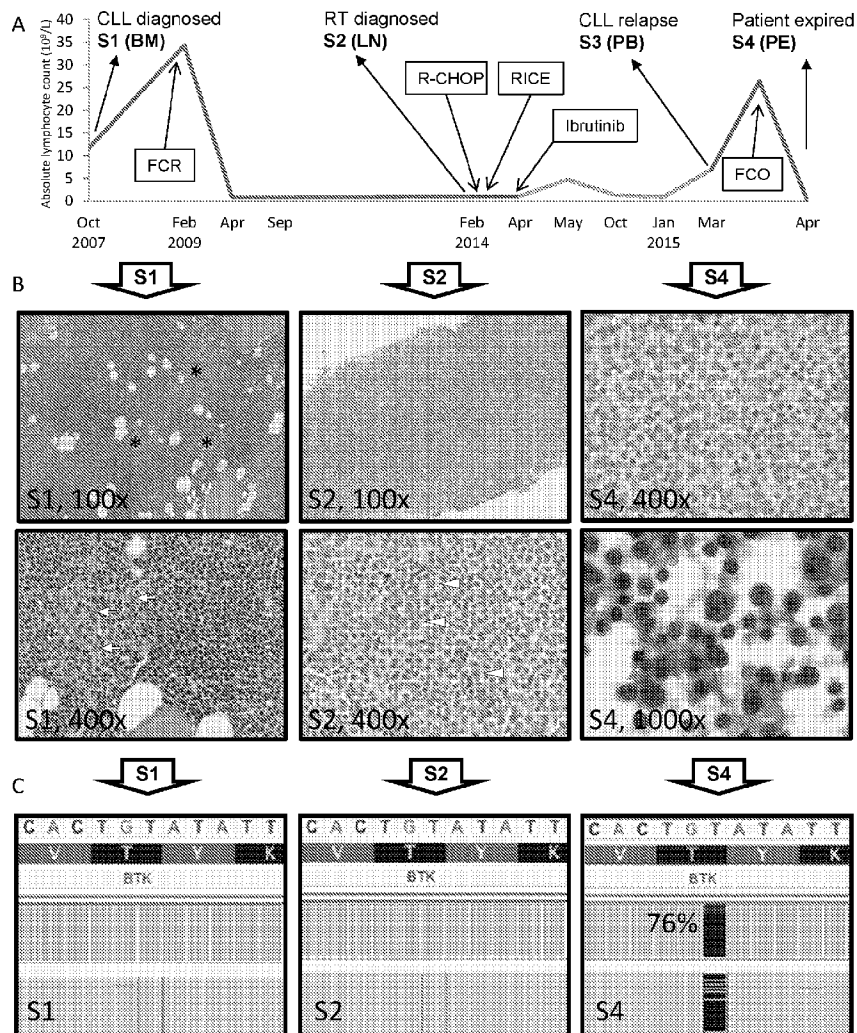 A
CLL diagnosed
S1 (BM)
RT diagnosed
S2 (LN)
CLL relapse
S3 (PB)
Patient expired
S4 (PE)
Absolute lymphocyte count (10⁹/L)
40
35
30
25
20
15
10
5
0
FCR
R-CHOP
RICE
Ibrutinib
FCO
Oct
2007
Feb
2009
Apr
Sep
Feb
2014
Apr
May
Oct
Jan
2015
Mar
Apr
B
S1
S2
S4
S1, 100x
S2, 100x
S4, 400x
S1, 400x
S2, 400x
S4, 1000x
C
S1
S2
S4
C A C T G T A T A T T
V T Y K
BTK
S1
C A C T G T A T A T T
V T Y K
BTK
S2
C A C T G T A T A T T
V T Y K
BTK
76%
S4